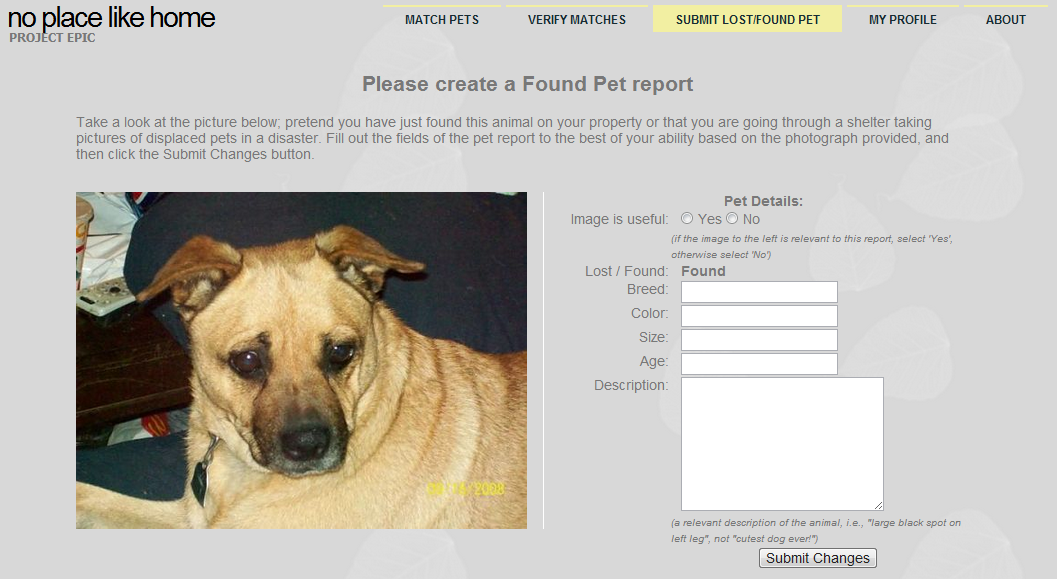 no place like home
PROJECT EPIC
MATCH PETS
VERIFY MATCHES
SUBMIT LOST/FOUND PET
MY PROFILE
ABOUT
Please create a Found Pet report
Take a look at the picture below; pretend you have just found this animal on your property or that you are going through a shelter taking
pictures of displaced pets in a disaster. Fill out the fields of the pet report to the best of your ability based on the photograph provided, and
then click the Submit Changes button.
Pet Details:
Image is useful: Yes No
(if the image to the left is relevant to this report, select 'Yes',
otherwise select 'No')
Lost / Found: Found
Breed:
Color:
Size:
Age:
Description:
(a relevant description of the animal, i.e., "large black spot on
left leg", not "cutest dog ever!")
Submit Changes